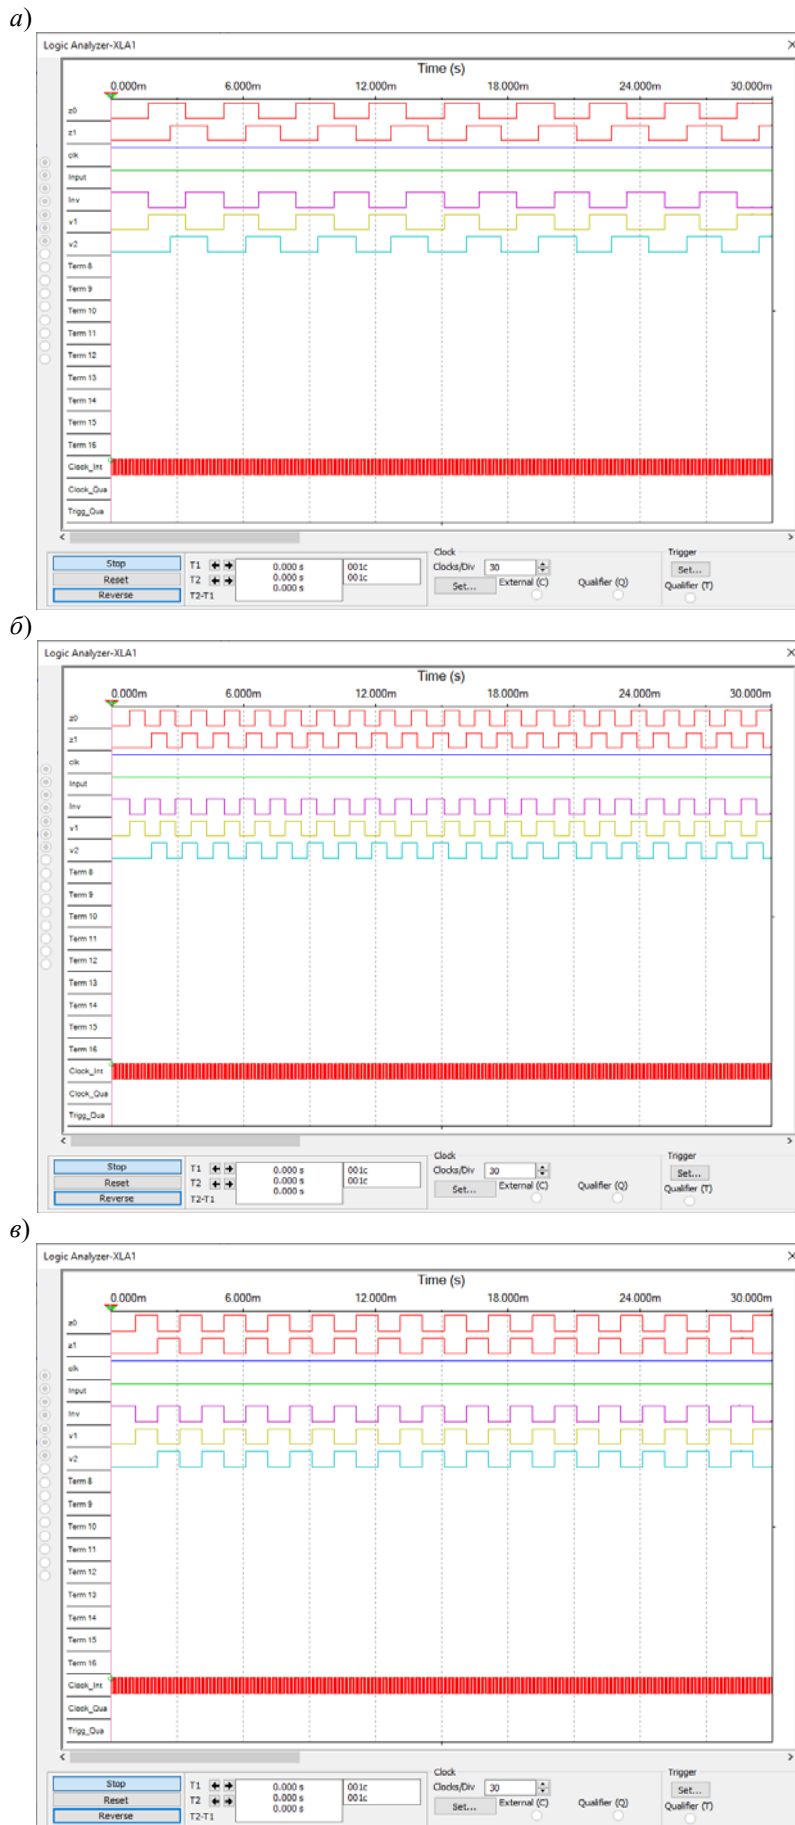 а)
Logic Analyzer-XLA1
Time (s)
0.000m 6.000m 12.000m 18.000m 24.000m 30.000m
z0
z1
clk
Input
Inv
v1
v2
Term 8
Term 9
Term 10
Term 11
Term 12
Term 13
Term 14
Term 15
Term 16
Clock_Int
Clock_Qua
Trigg_Qua
Stop
Reset
Reverse
T1 0.000 s 001c
T2 0.000 s 001c
T2-T1 0.000 s
Clock
Clocks/Div 30
Set... External (C) Qualifier (Q)
Trigger
Set...
Qualifier (T)
б)
Logic Analyzer-XLA1
Time (s)
0.000m 6.000m 12.000m 18.000m 24.000m 30.000m
z0
z1
clk
Input
Inv
v1
v2
Term 8
Term 9
Term 10
Term 11
Term 12
Term 13
Term 14
Term 15
Term 16
Clock_Int
Clock_Qua
Trigg_Qua
Stop
Reset
Reverse
T1 0.000 s 001c
T2 0.000 s 001c
T2-T1 0.000 s
Clock
Clocks/Div 30
Set... External (C) Qualifier (Q)
Trigger
Set...
Qualifier (T)
в)
Logic Analyzer-XLA1
Time (s)
0.000m 6.000m 12.000m 18.000m 24.000m 30.000m
z0
z1
clk
Input
Inv
v1
v2
Term 8
Term 9
Term 10
Term 11
Term 12
Term 13
Term 14
Term 15
Term 16
Clock_Int
Clock_Qua
Trigg_Qua
Stop
Reset
Reverse
T1 0.000 s 001c
T2 0.000 s 001c
T2-T1 0.000 s
Clock
Clocks/Div 30
Set... External (C) Qualifier (Q)
Trigger
Set...
Qualifier (T)